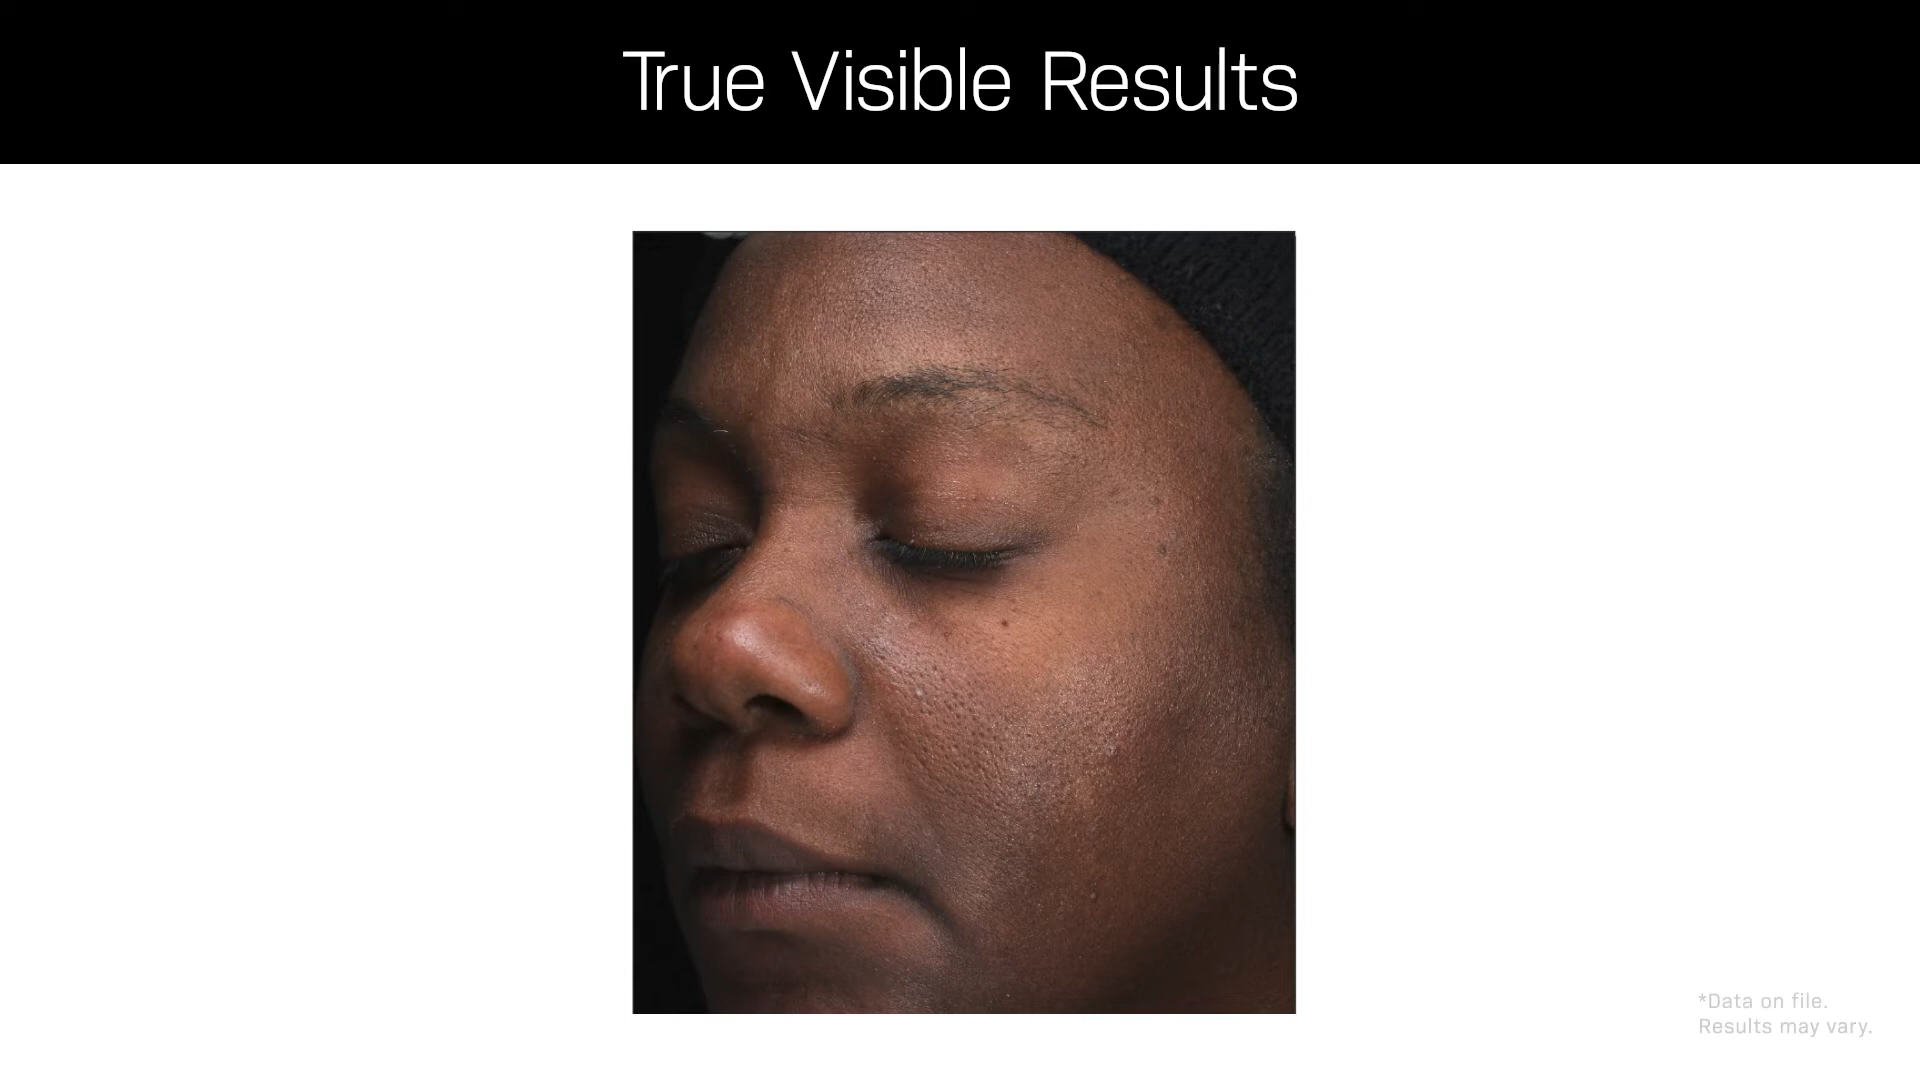 True Visible Results
*Data on file.
Results may vary.